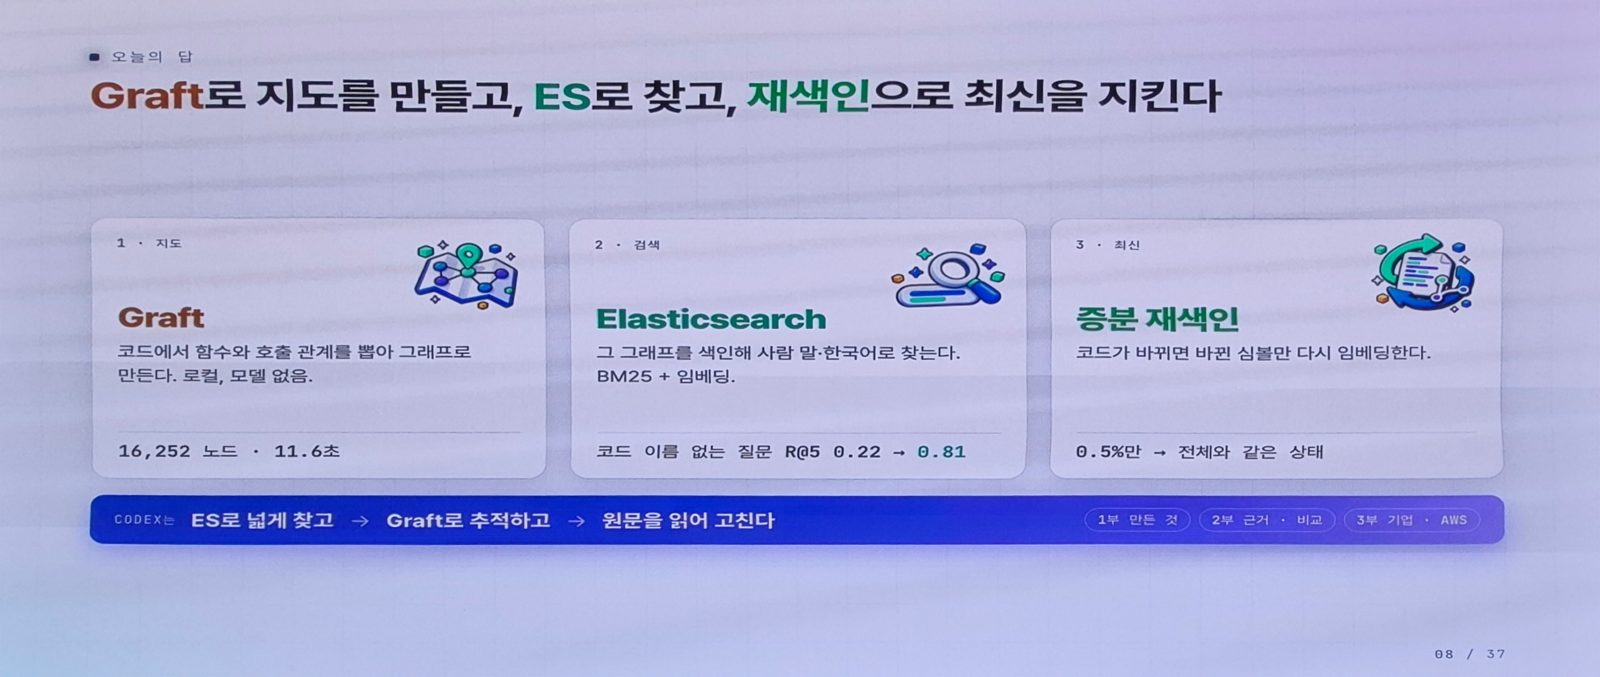 오늘의 답
Graft로 지도를 만들고, ES로 찾고, 재색인으로 최신을 지킨다
1 · 지도
Graft
코드에서 함수와 호출 관계를 뽑아 그래프로
만든다. 로컬, 모델 없음.
16,252 노드 · 11.6초
2 · 검색
Elasticsearch
그 그래프를 색인해 사람 말·한국어로 찾는다.
BM25 + 임베딩.
코드 이름 없는 질문 R@5 0.22 → 0.81
3 · 최신
증분 재색인
코드가 바뀌면 바뀐 심볼만 다시 임베딩한다.
0.5%만 → 전체와 같은 상태
CODEX는 ES로 넓게 찾고 → Graft로 추적하고 → 원문을 읽어 고친다
1부 만든 것 2부 근거 · 비교 3부 기업 · AWS
08 / 37